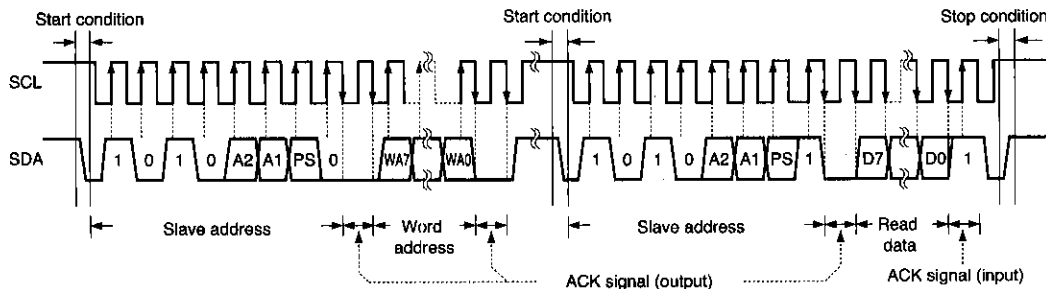 Start condition Start condition Stop condition
SCL
SDA 1 0 1 0 A2 A1 PS 0 WA7 WA0 1 0 1 0 A2 A1 PS 1 D7 D0 1
Slave address Word address Slave address Read data
ACK signal (output) ACK signal (input)